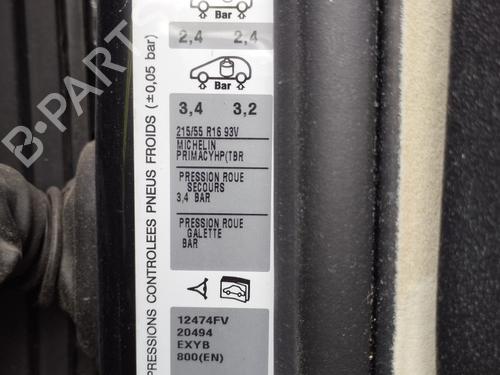 Bar
2,4 2,4
Bar
3,4 3,2
215/55 R16 93V
MICHELIN
PRIMACYHP(TBR
PRESSION ROUE
SECOURS
3,4 BAR
PRESSION ROUE
GALETTE
BAR
12474FV
20494
EXYB
800(EN)
PRESSIONS CONTROLEES PNEUS FROIDS (±0,05 bar)
B-PARTS